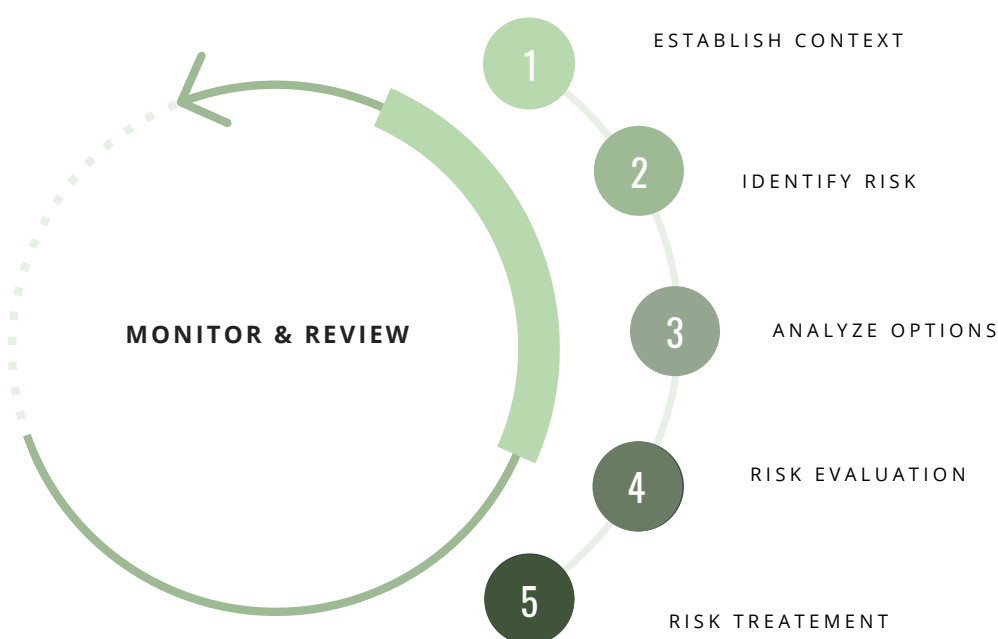 1
ESTABLISH CONTEXT
2
IDENTIFY RISK
MONITOR & REVIEW
3
ANALYZE OPTIONS
4
RISK EVALUATION
5
RISK TREATEMENT